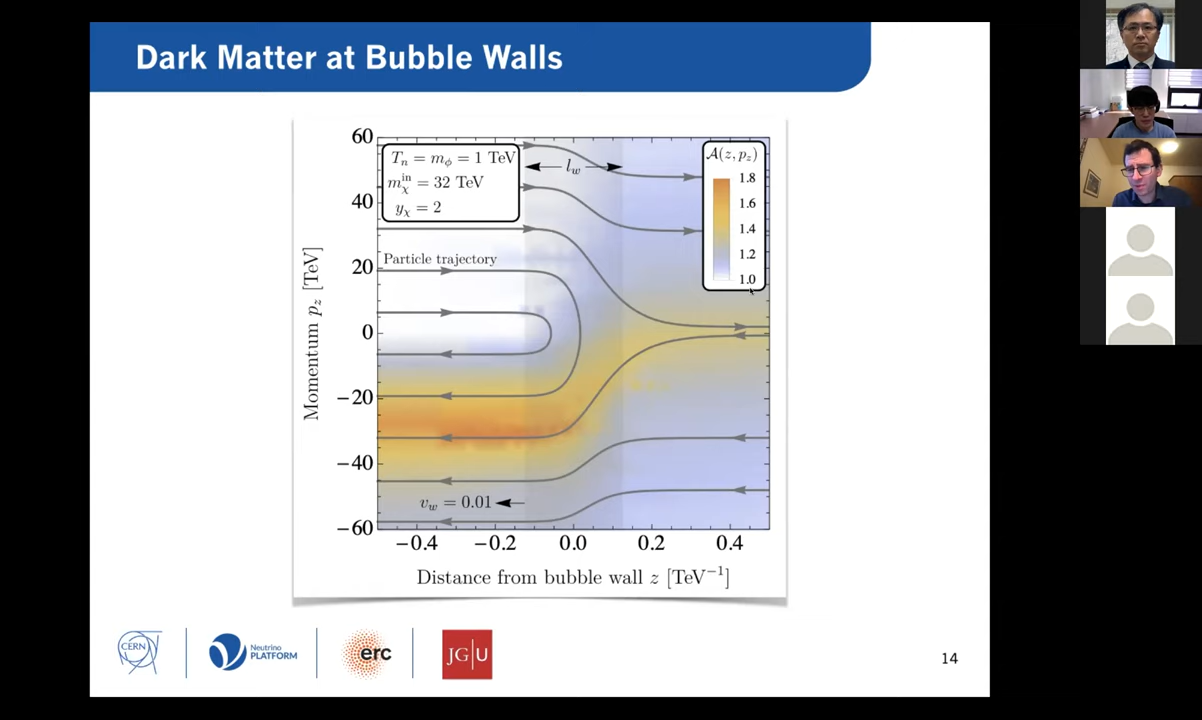 Dark Matter at Bubble Walls
60
40
20
0
−20
−40
−60
Momentum p_z [TeV]
T_n = m_ϕ = 1 TeV
m_χ^in = 32 TeV
y_χ = 2
l_w
A(z, p_z)
1.8
1.6
1.4
1.2
1.0
Particle trajectory
v_w = 0.01
−0.4 −0.2 0.0 0.2 0.4
Distance from bubble wall z [TeV⁻¹]
CERN
Neutrino
PLATFORM
erc
JG|U
14